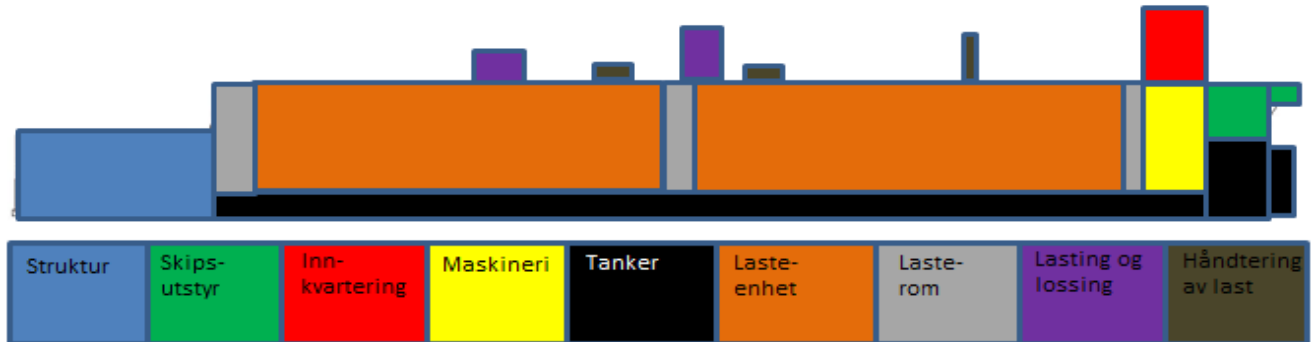 Struktur
Skips-
utstyr
Inn-
kvartering
Maskineri
Tanker
Laste-
enhet
Laste-
rom
Lasting og
lossing
Håndtering
av last